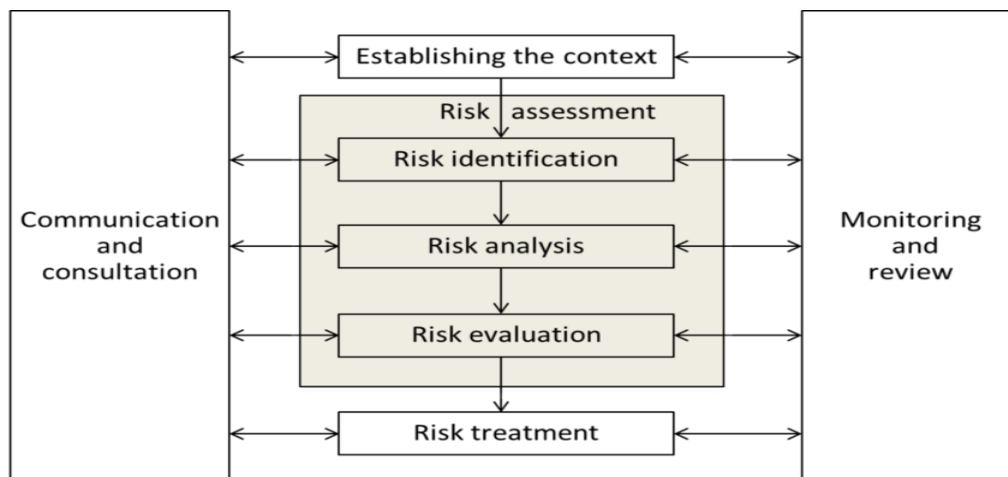 Establishing the context
Risk assessment
Risk identification
Risk analysis
Risk evaluation
Risk treatment
Communication
and
consultation
Monitoring
and
review